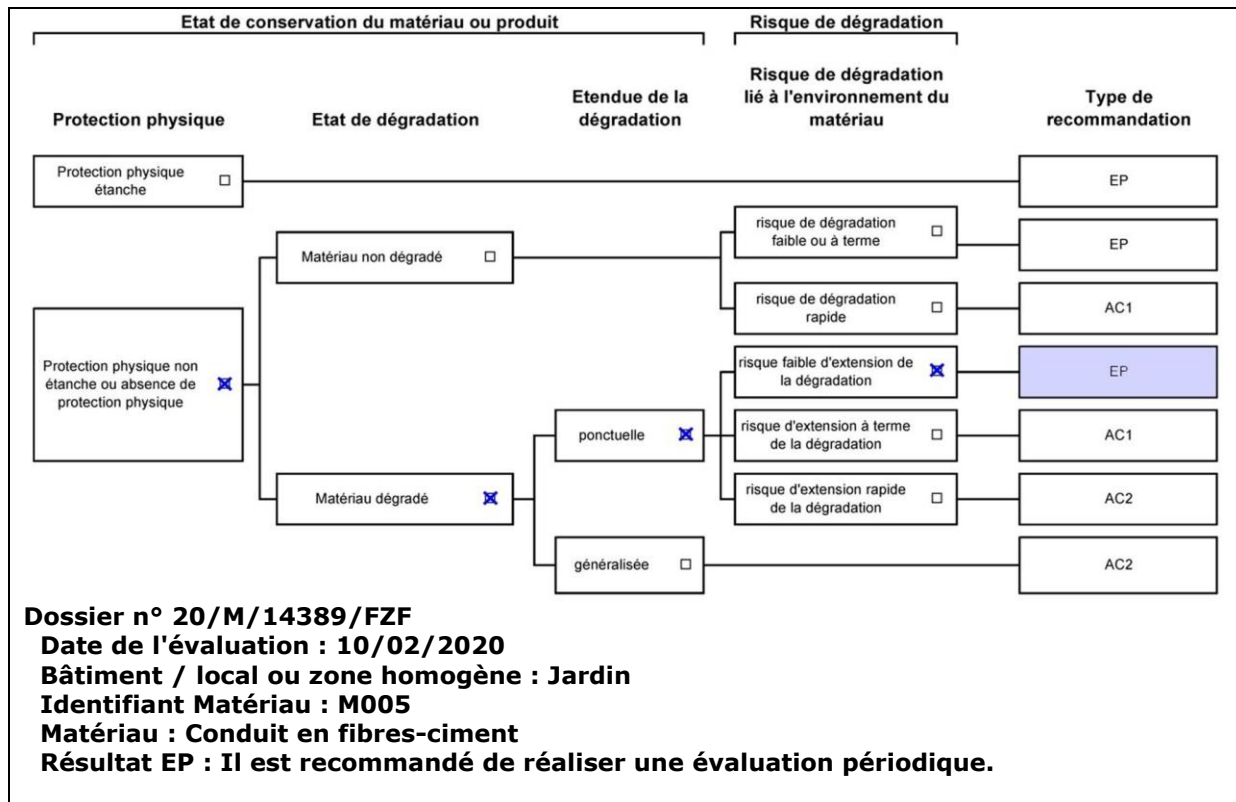 Etat de conservation du matériau ou produit
Risque de dégradation
Protection physique
Etat de dégradation
Etendue de la
dégradation
Risque de dégradation
lié à l'environnement du
matériau
Type de
recommandation
Protection physique
étanche
EP
Matériau non dégradé
risque de dégradation
faible ou à terme
EP
risque de dégradation
rapide
AC1
Protection physique non
étanche ou absence de
protection physique
risque faible d'extension de
la dégradation
EP
ponctuelle
risque d'extension à terme
de la dégradation
AC1
Matériau dégradé
risque d'extension rapide
de la dégradation
AC2
généralisée
AC2
Dossier n° 20/M/14389/FZF
Date de l'évaluation : 10/02/2020
Bâtiment / local ou zone homogène : Jardin
Identifiant Matériau : M005
Matériau : Conduit en fibres-ciment
Résultat EP : Il est recommandé de réaliser une évaluation périodique.